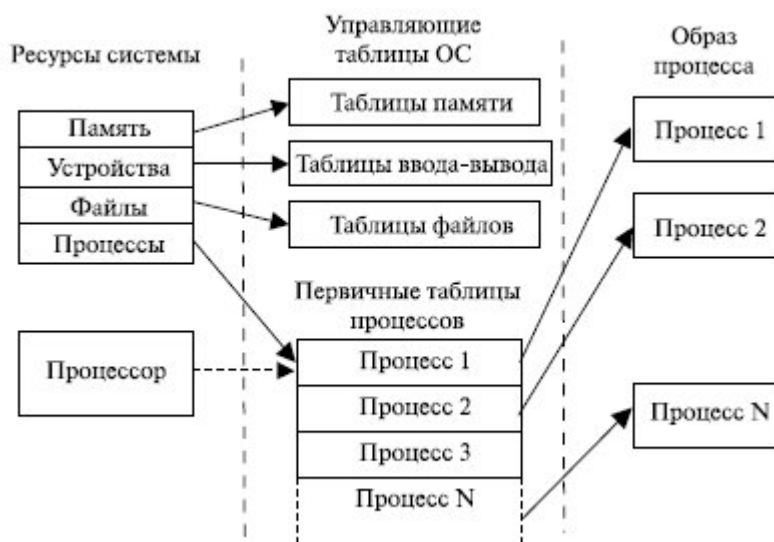 Ресурсы системы
Управляющие
таблицы ОС
Образ
процесса
Память
Устройства
Файлы
Процессы
Процессор
Таблицы памяти
Таблицы ввода-вывода
Таблицы файлов
Первичные таблицы
процессов
Процесс 1
Процесс 2
Процесс 3
Процесс N
Процесс 1
Процесс 2
Процесс N